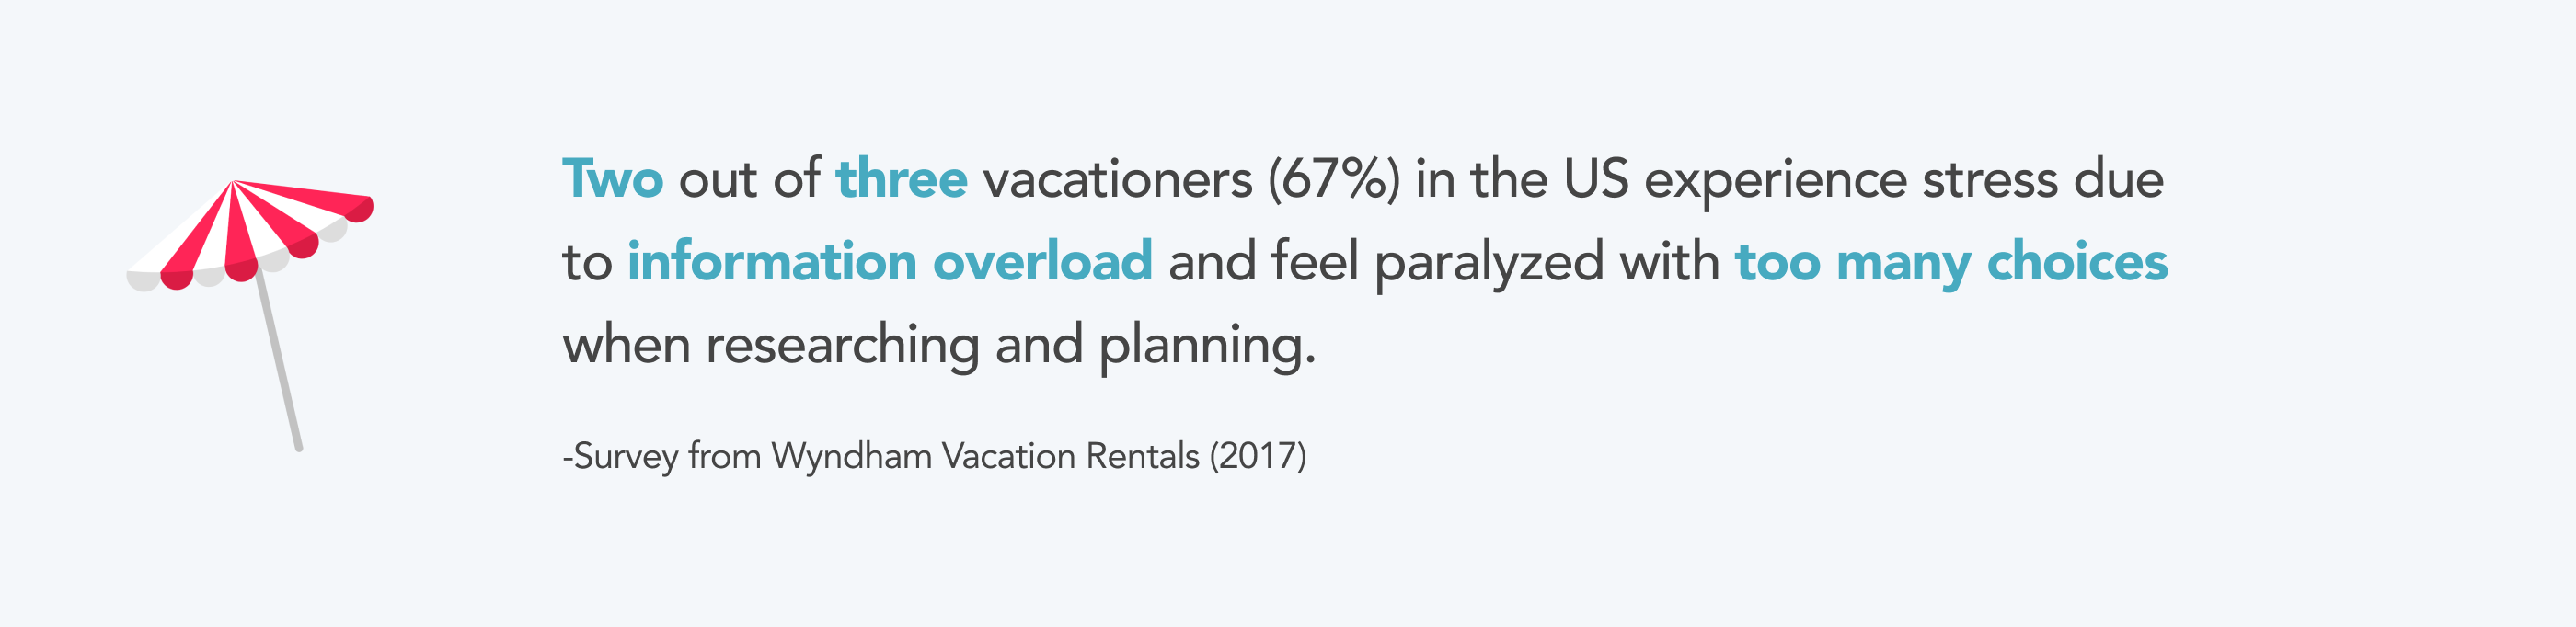 Two out of three vacationers (67%) in the US experience stress due
to information overload and feel paralyzed with too many choices
when researching and planning.
-Survey from Wyndham Vacation Rentals (2017)